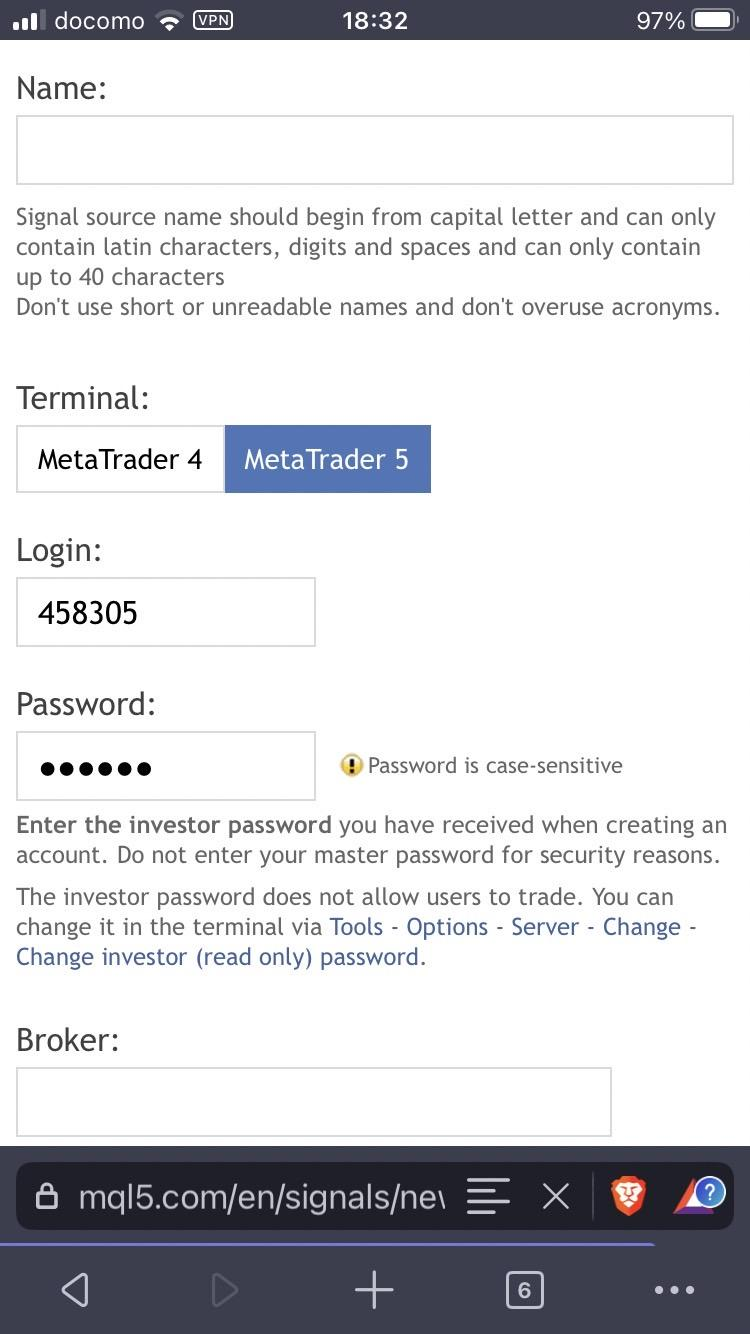 docomo VPN 18:32 97%
Name:
Signal source name should begin from capital letter and can only
contain latin characters, digits and spaces and can only contain
up to 40 characters
Don't use short or unreadable names and don't overuse acronyms.
Terminal:
MetaTrader 4 MetaTrader 5
Login:
458305
Password:
●●●●●●
Password is case-sensitive
Enter the investor password you have received when creating an
account. Do not enter your master password for security reasons.
The investor password does not allow users to trade. You can
change it in the terminal via Tools - Options - Server - Change -
Change investor (read only) password.
Broker:
mql5.com/en/signals/ne
6